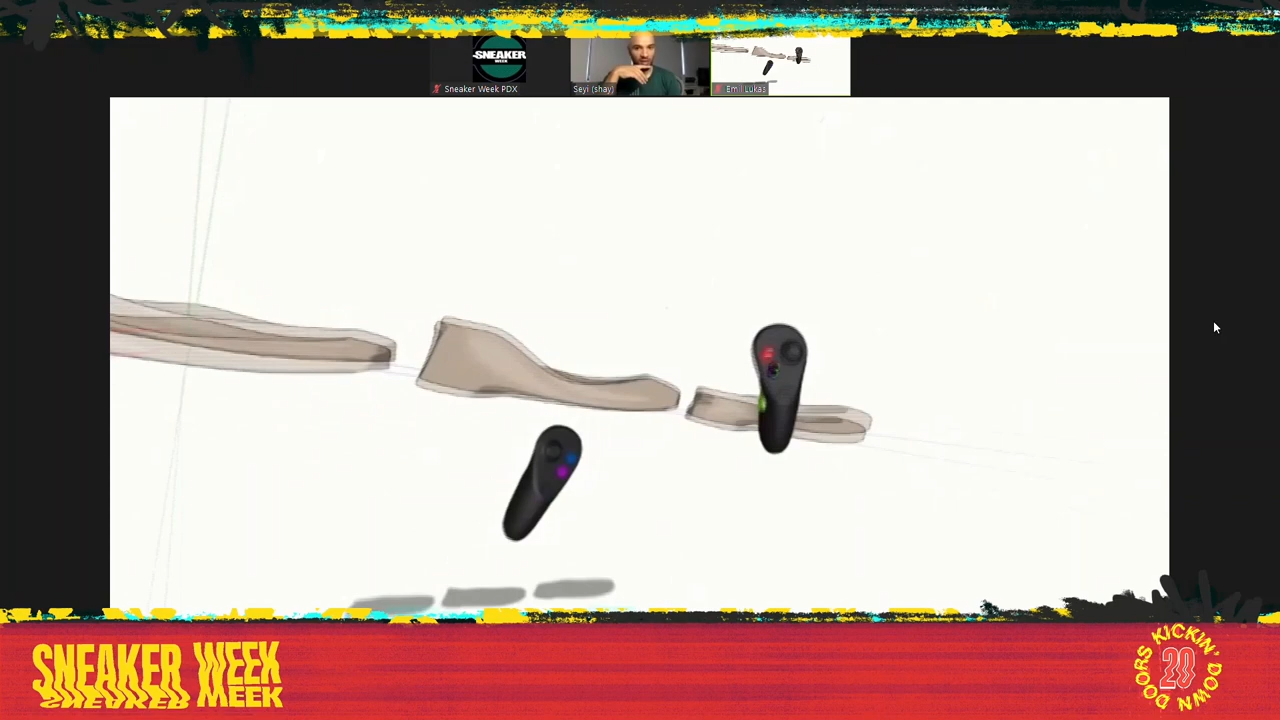 SNEAKER
WEEK
Sneaker Week PDX
Seyi (shay)
Emil Lukas
SNEAKER WEEK
KICKIN' DOWN DOORS
20